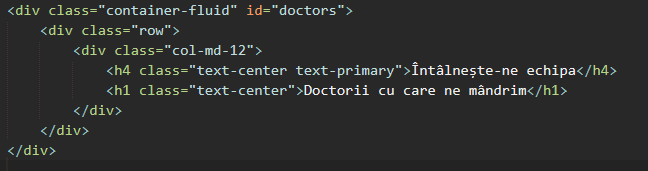 <div class="container-fluid" id="doctors">
<div class="row">
<div class="col-md-12">
<h4 class="text-center text-primary">Întâlnește-ne echipa</h4>
<h1 class="text-center">Doctorii cu care ne mândrim</h1>
</div>
</div>
</div>